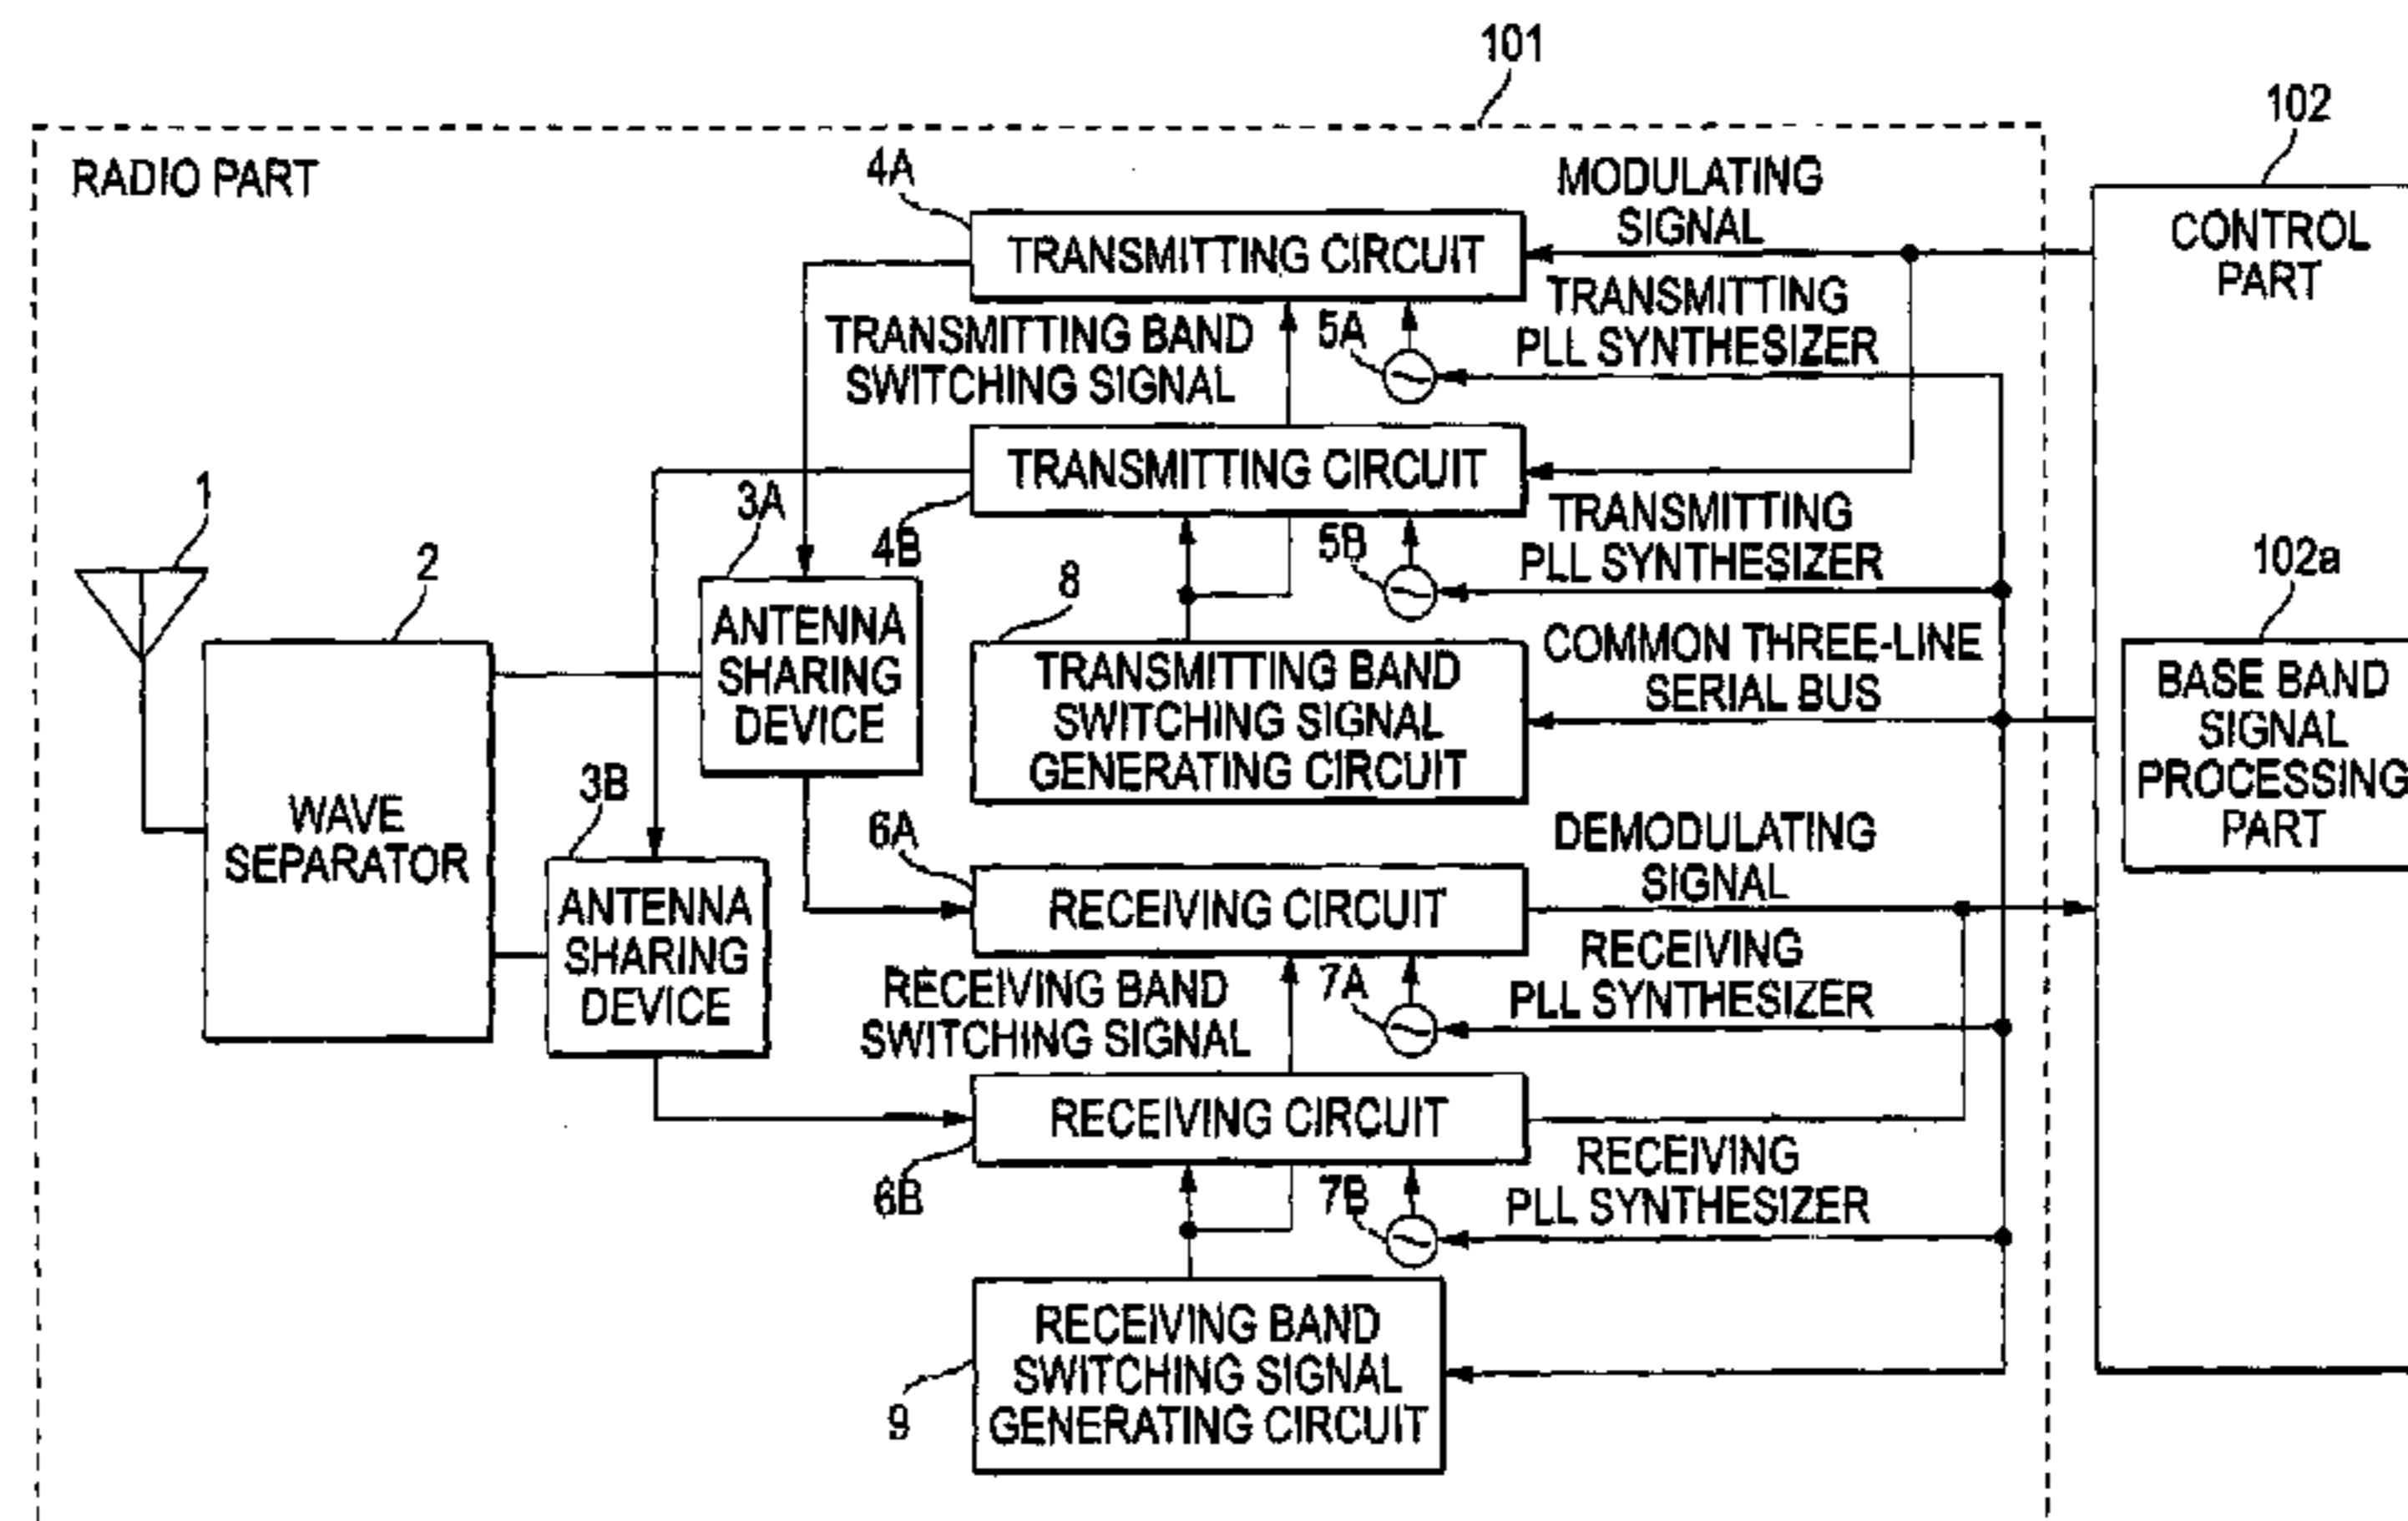 101
102
RADIO PART
4A
MODULATING
SIGNAL
CONTROL
PART
TRANSMITTING CIRCUIT
TRANSMITTING
PLL SYNTHESIZER
TRANSMITTING BAND
SWITCHING SIGNAL
5A
1
3A
TRANSMITTING CIRCUIT
4B
TRANSMITTING
PLL SYNTHESIZER
5B
102a
2
8
ANTENNA
SHARING
DEVICE
TRANSMITTING BAND
SWITCHING SIGNAL
GENERATING CIRCUIT
COMMON THREE-LINE
SERIAL BUS
BASE BAND
SIGNAL
PROCESSING
PART
WAVE
SEPARATOR
3B
6A
DEMODULATING
SIGNAL
ANTENNA
SHARING
DEVICE
RECEIVING CIRCUIT
RECEIVING
PLL SYNTHESIZER
RECEIVING BAND
SWITCHING SIGNAL
7A
RECEIVING CIRCUIT
6B
RECEIVING
PLL SYNTHESIZER
7B
RECEIVING BAND
SWITCHING SIGNAL
GENERATING CIRCUIT
9